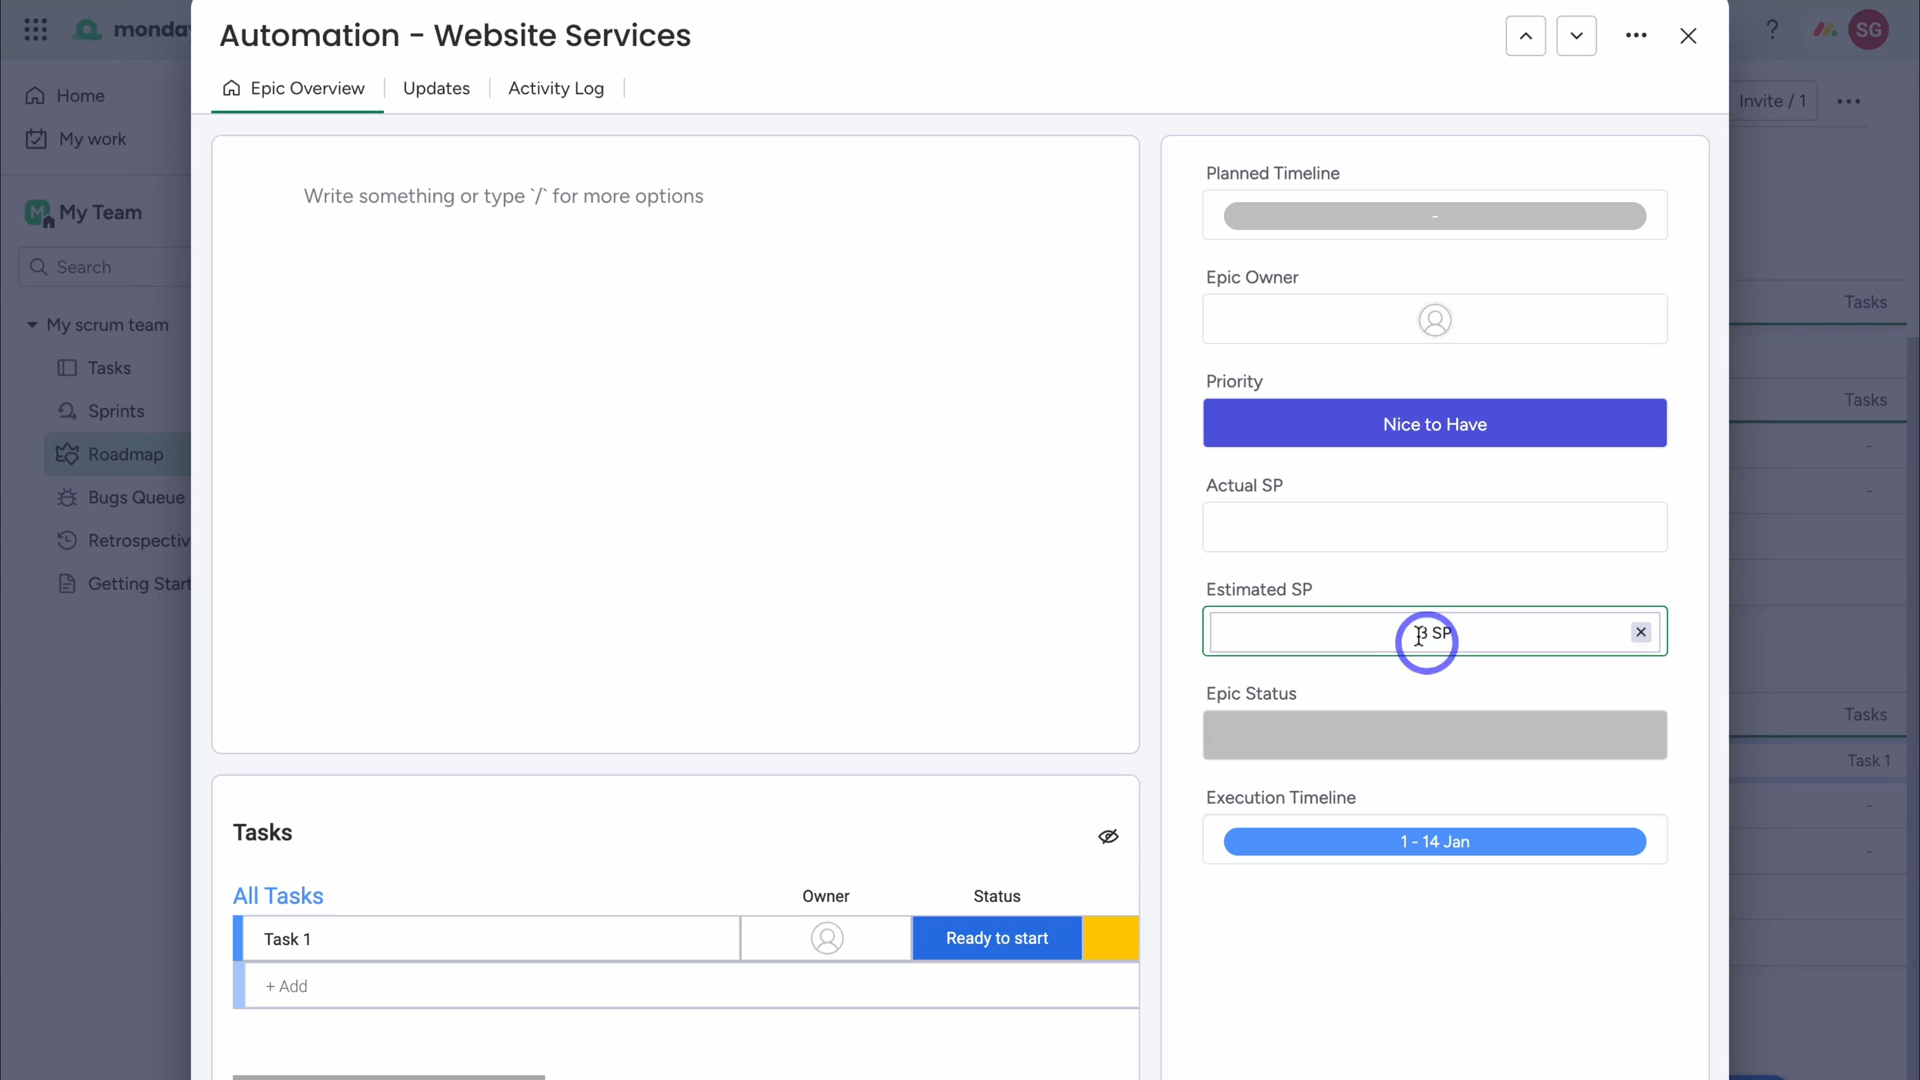 Automation - Website Services
Epic Overview
Updates
Activity Log
monda
?
SG
Home
My work
Invite / 1
M
My Team
Search
My scrum team
Tasks
Sprints
Roadmap
Bugs Queue
Retrospectiv
Getting Start
Write something or type `/` for more options
Planned Timeline
-
Epic Owner
Priority
Nice to Have
Actual SP
Estimated SP
3 SP
Epic Status
Execution Timeline
1 - 14 Jan
Tasks
All Tasks
Owner
Status
Task 1
Ready to start
+ Add
Tasks
Tasks
-
-
Tasks
Task 1
-
-